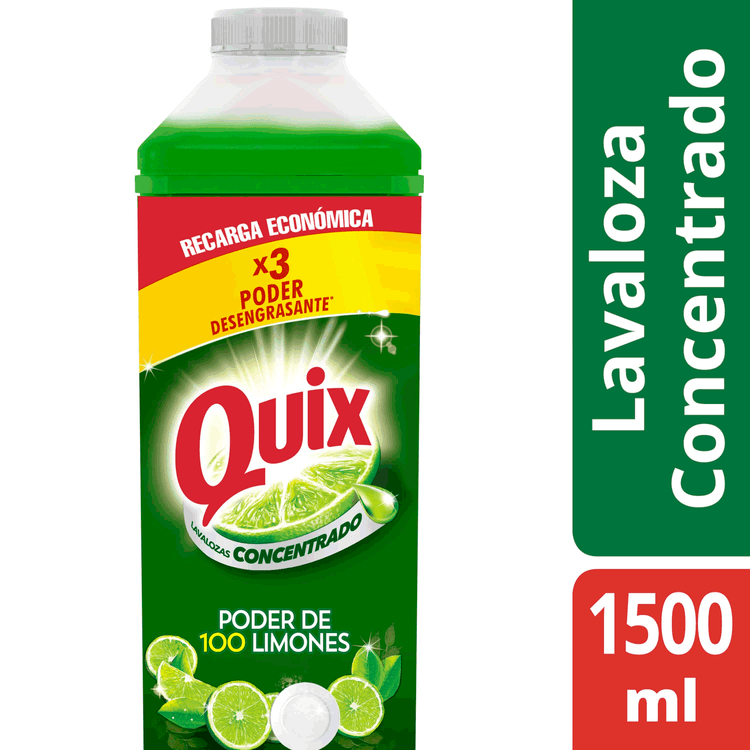 RECARGA ECONÓMICA
x3
PODER
DESENGRASANTE*
Quix
LAVALOZAS CONCENTRADO
PODER DE
100 LIMONES
Lavaloza
Concentrado
1500
ml